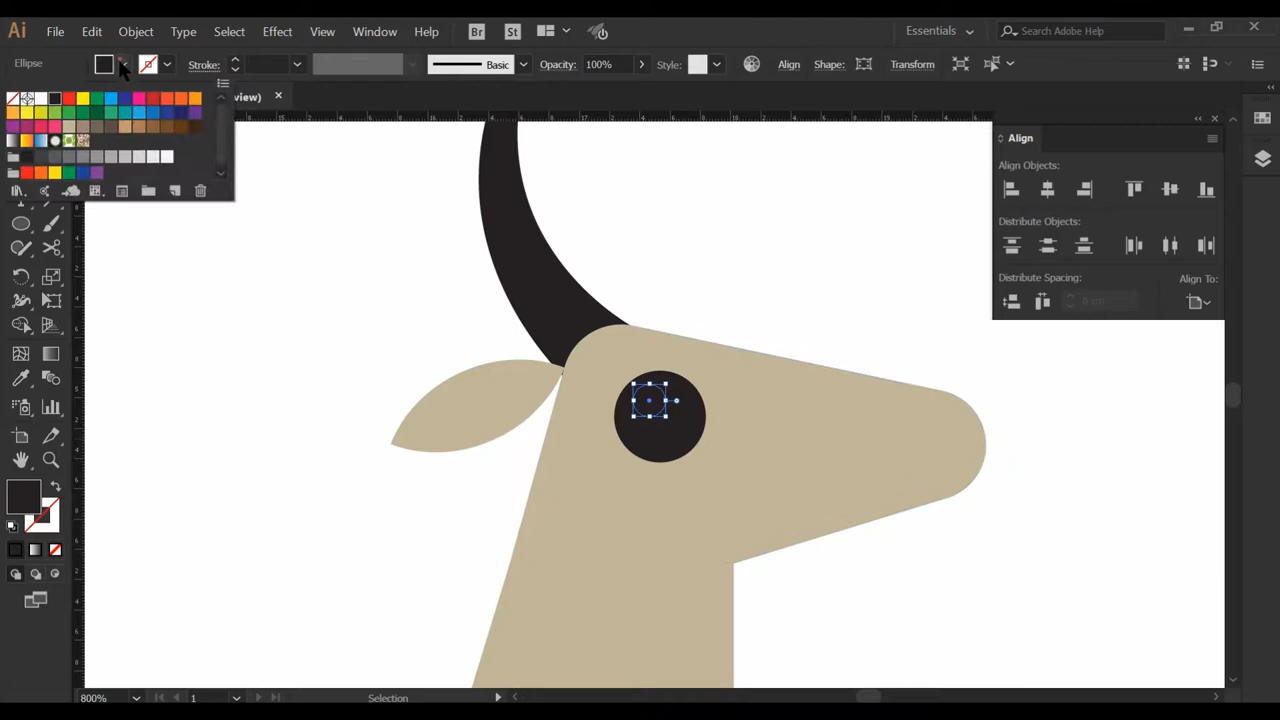 Ai File Edit Object Type Select Effect View Window Help Br St Essentials Search Adobe Help
Ellipse Stroke: Basic Opacity: 100% Style: Align Shape: Transform
view)
Align
Align Objects:
Distribute Objects:
Distribute Spacing: Align To:
0 cm
800% 1 Selection